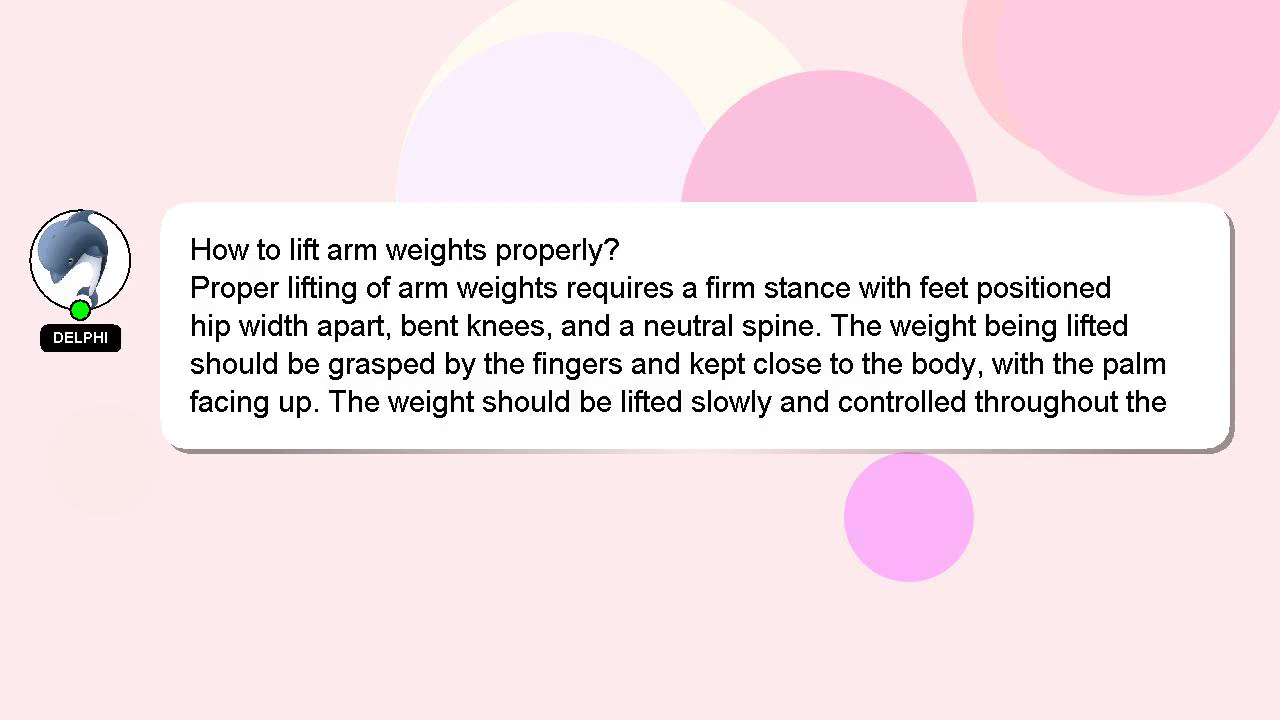 How to lift arm weights properly?
Proper lifting of arm weights requires a firm stance with feet positioned
hip width apart, bent knees, and a neutral spine. The weight being lifted
should be grasped by the fingers and kept close to the body, with the palm
facing up. The weight should be lifted slowly and controlled throughout the
DELPHI